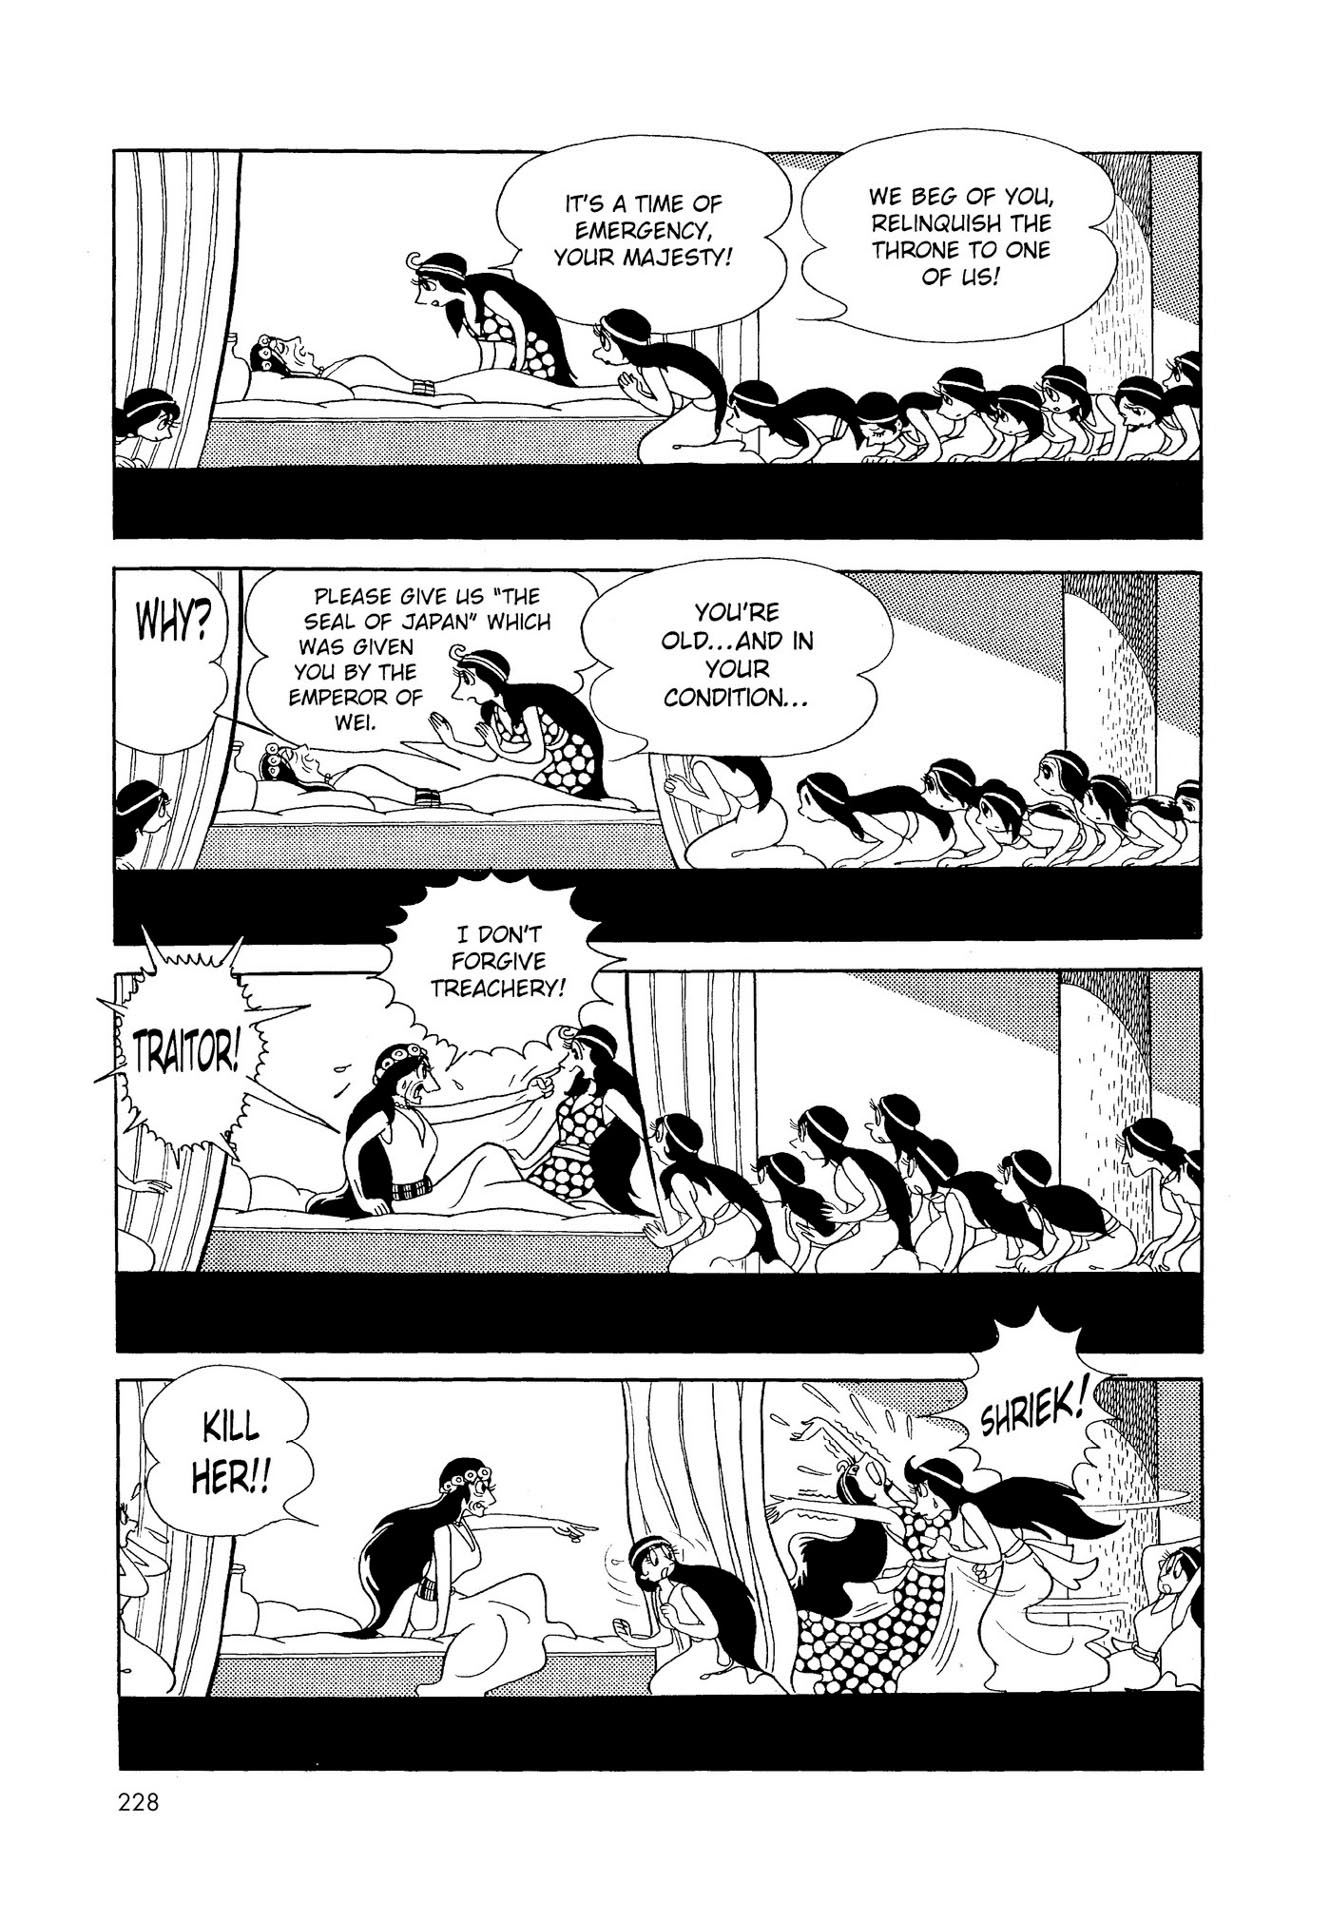 IT'S A TIME OF
EMERGENCY,
YOUR MAJESTY!
WE BEG OF YOU,
RELINQUISH THE
THRONE TO ONE
OF US!
WHY?
PLEASE GIVE US "THE
SEAL OF JAPAN" WHICH
WAS GIVEN
YOU BY THE
EMPEROR OF
WEI.
YOU'RE
OLD...AND IN
YOUR
CONDITION...
TRAITOR!
I DON'T
FORGIVE
TREACHERY!
KILL
HER!!
SHRIEK!
228